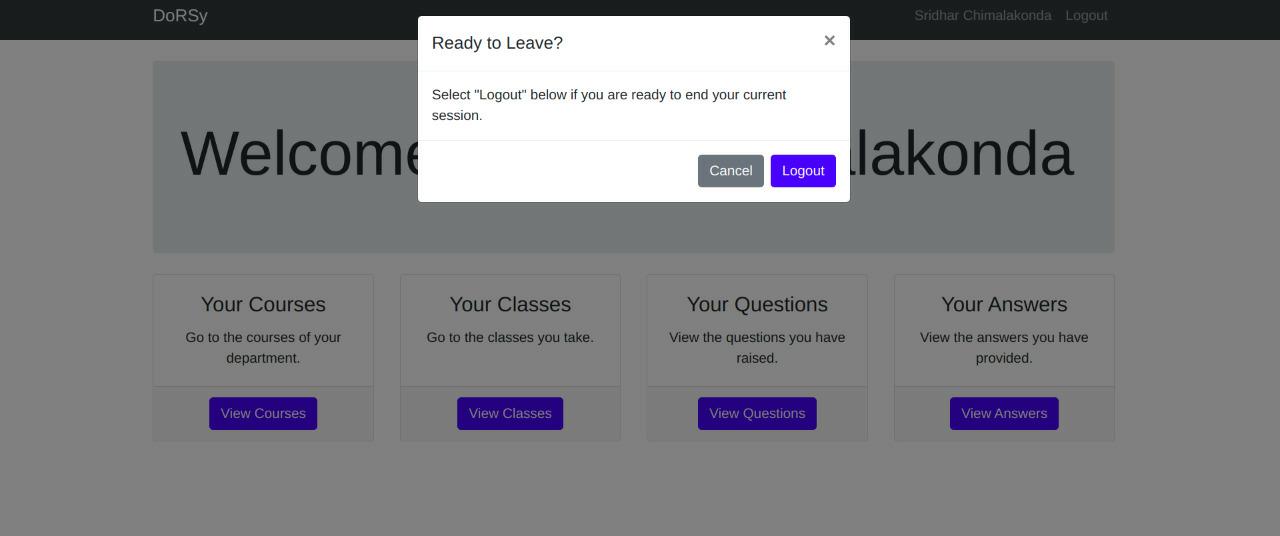 DoRSy
Sridhar Chimalakonda Logout
Ready to Leave?
×
Select "Logout" below if you are ready to end your current
session.
Cancel Logout
Welcome
Your Courses
Go to the courses of your
department.
View Courses
Your Classes
Go to the classes you take.
View Classes
Your Questions
View the questions you have
raised.
View Questions
Your Answers
View the answers you have
provided.
View Answers